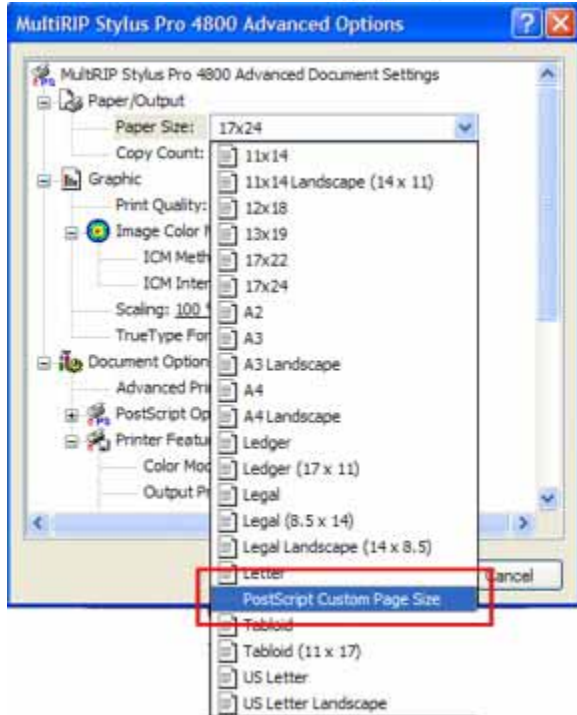 MultiRIP Stylus Pro 4800 Advanced Options
MultiRIP Stylus Pro 4800 Advanced Document Settings
Paper/Output
Paper Size: 17x24
Copy Count:
11x14
11x14 Landscape (14 x 11)
Graphic
Print Quality:
12x18
Image Color M
13x19
ICM Meth
17x22
ICM Inter
17x24
Scaling: 100 %
A2
TrueType For
A3
Document Option
A3 Landscape
Advanced Pri
A4
PostScript Op
A4 Landscape
Printer Featu
Ledger
Color Mod
Ledger (17 x 11)
Output Pr
Legal
Legal (8.5 x 14)
Legal Landscape (14 x 8.5)
Letter
Cancel
PostScript Custom Page Size
Tabloid
Tabloid (11 x 17)
US Letter
US Letter Landscape